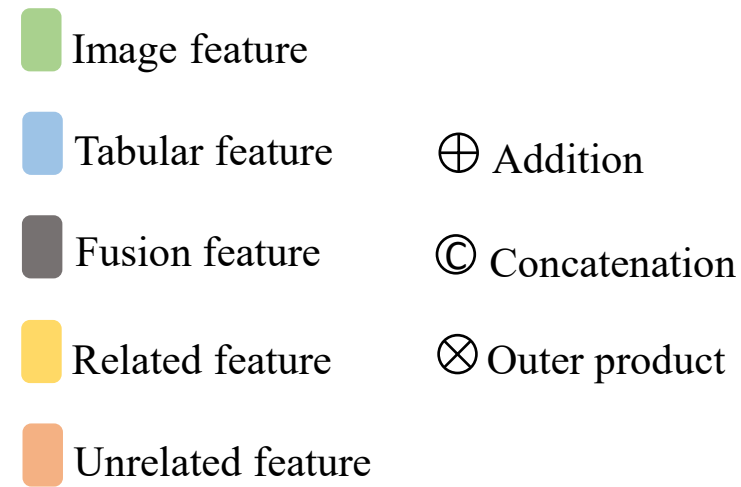 Image feature
Tabular feature
⊕ Addition
Fusion feature
© Concatenation
Related feature
⊗ Outer product
Unrelated feature